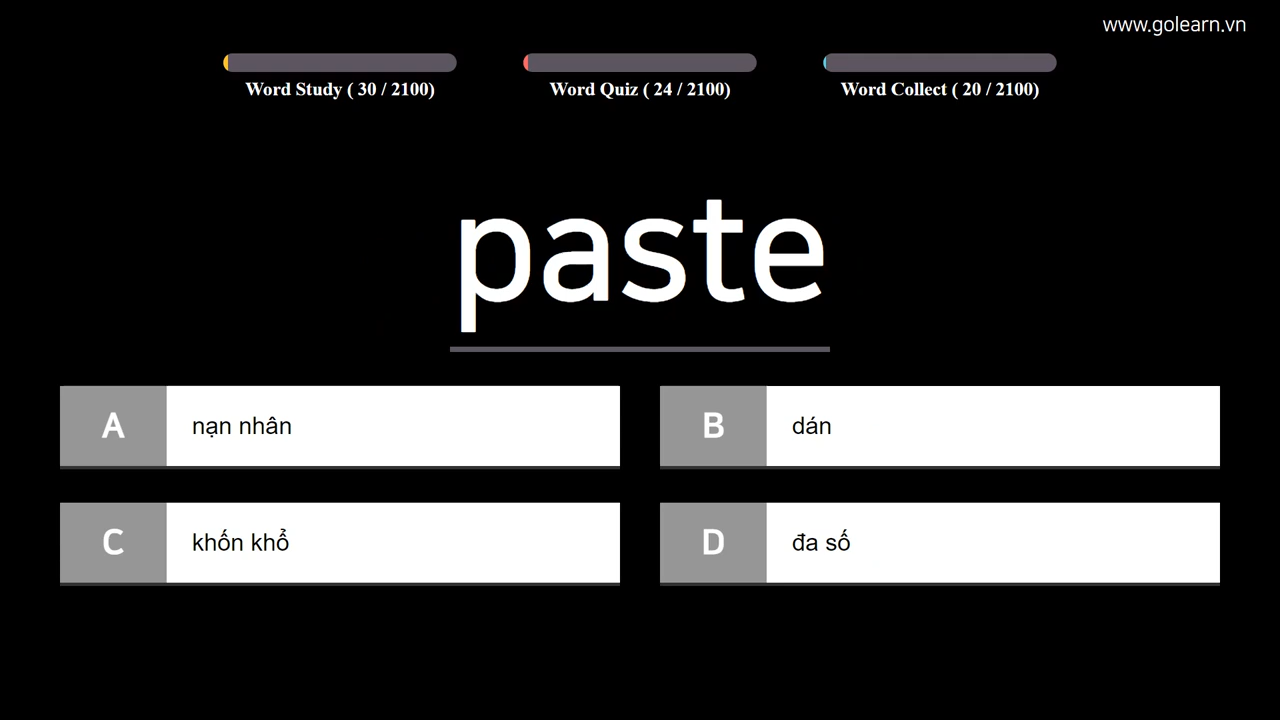 www.golearn.vn
Word Study ( 30 / 2100)
Word Quiz ( 24 / 2100)
Word Collect ( 20 / 2100)
paste
A nạn nhân
B dán
C khốn khổ
D đa số